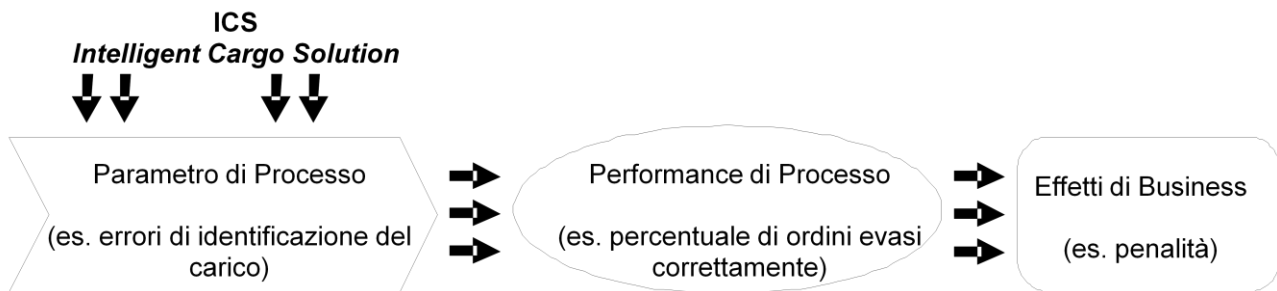 ICS
Intelligent Cargo Solution
Parametro di Processo
(es. errori di identificazione del
carico)
Performance di Processo
(es. percentuale di ordini evasi
correttamente)
Effetti di Business
(es. penalità)